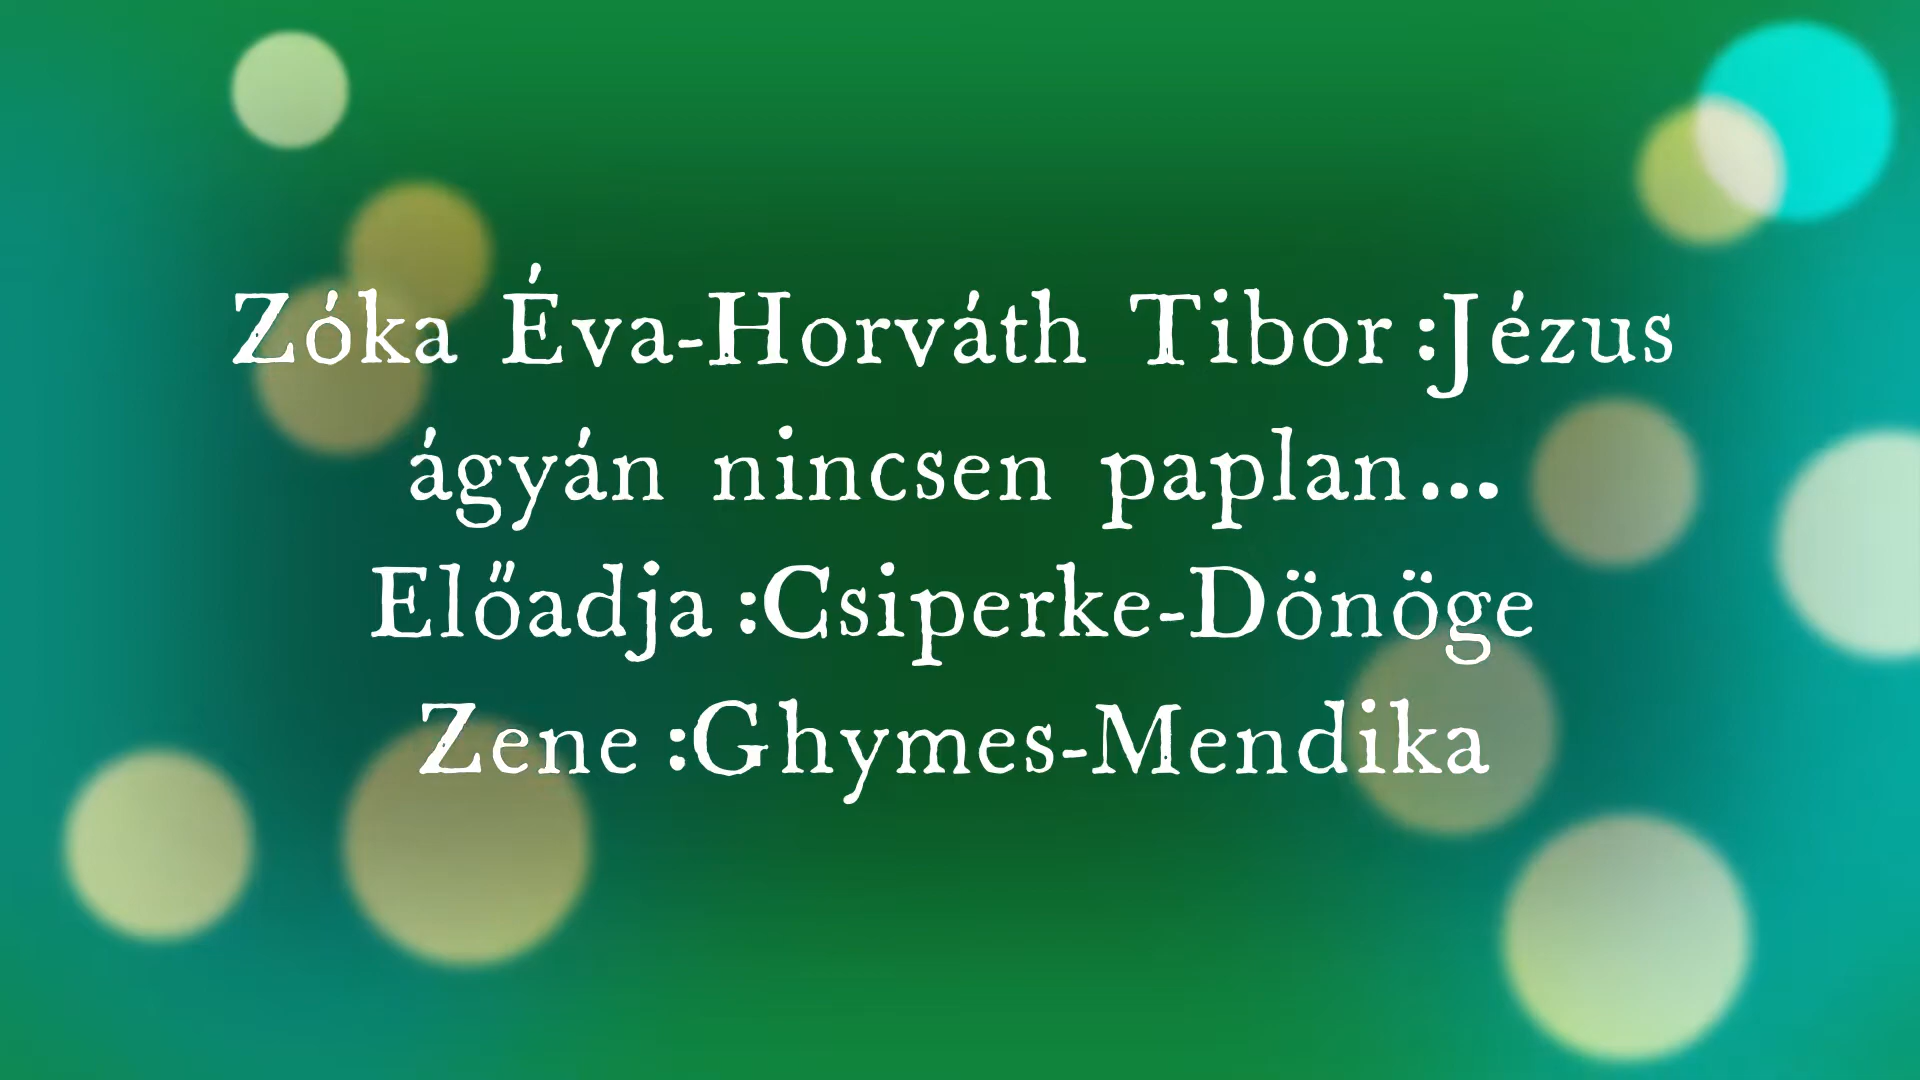 Zóka Éva-Horváth Tibor :Jézus
ágyán nincsen paplan...
Előadja :Csiperke-Dönöge
Zene :Ghymes-Mendika